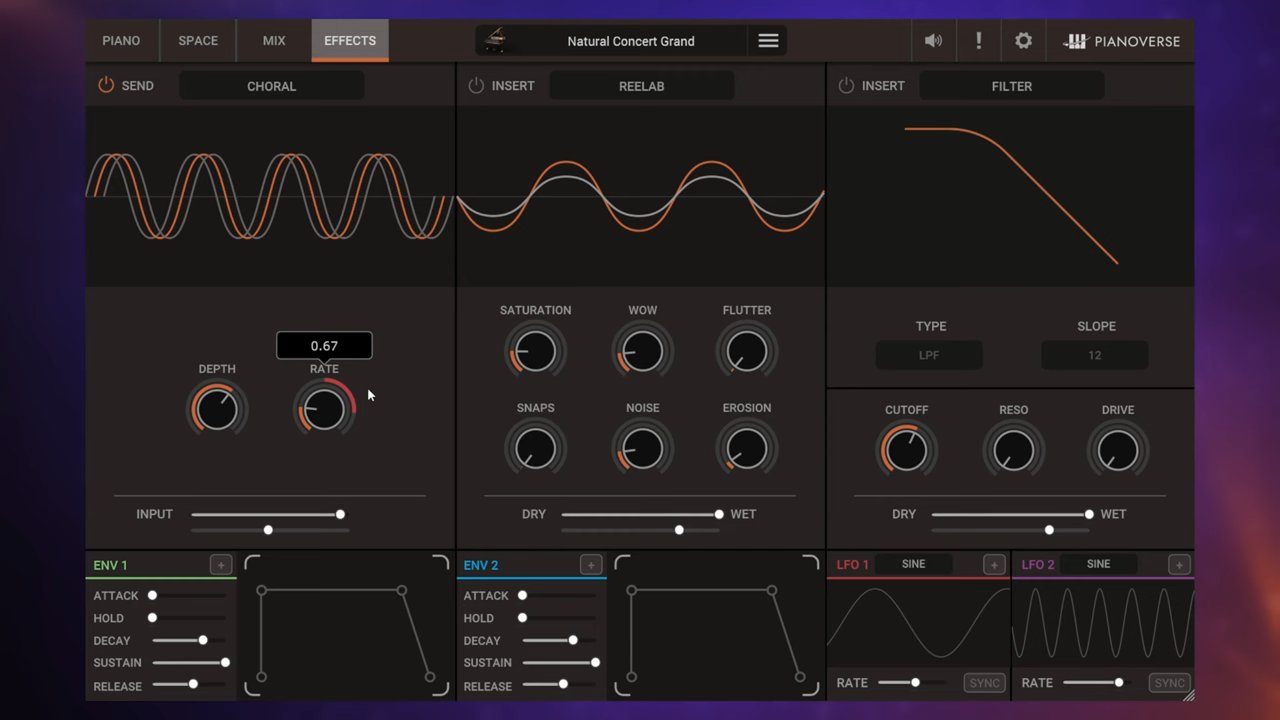 PIANO SPACE MIX EFFECTS Natural Concert Grand ! PIANOVERSE
SEND CHORAL INSERT REELAB INSERT FILTER
SATURATION WOW FLUTTER
TYPE SLOPE
0.67
LPF 12
DEPTH RATE
SNAPS NOISE EROSION
CUTOFF RESO DRIVE
INPUT DRY WET DRY WET
ENV 1 + ENV 2 + LFO 1 SINE + LFO 2 SINE +
ATTACK ATTACK
HOLD HOLD
DECAY DECAY
SUSTAIN SUSTAIN
RELEASE RELEASE RATE SYNC RATE SYNC